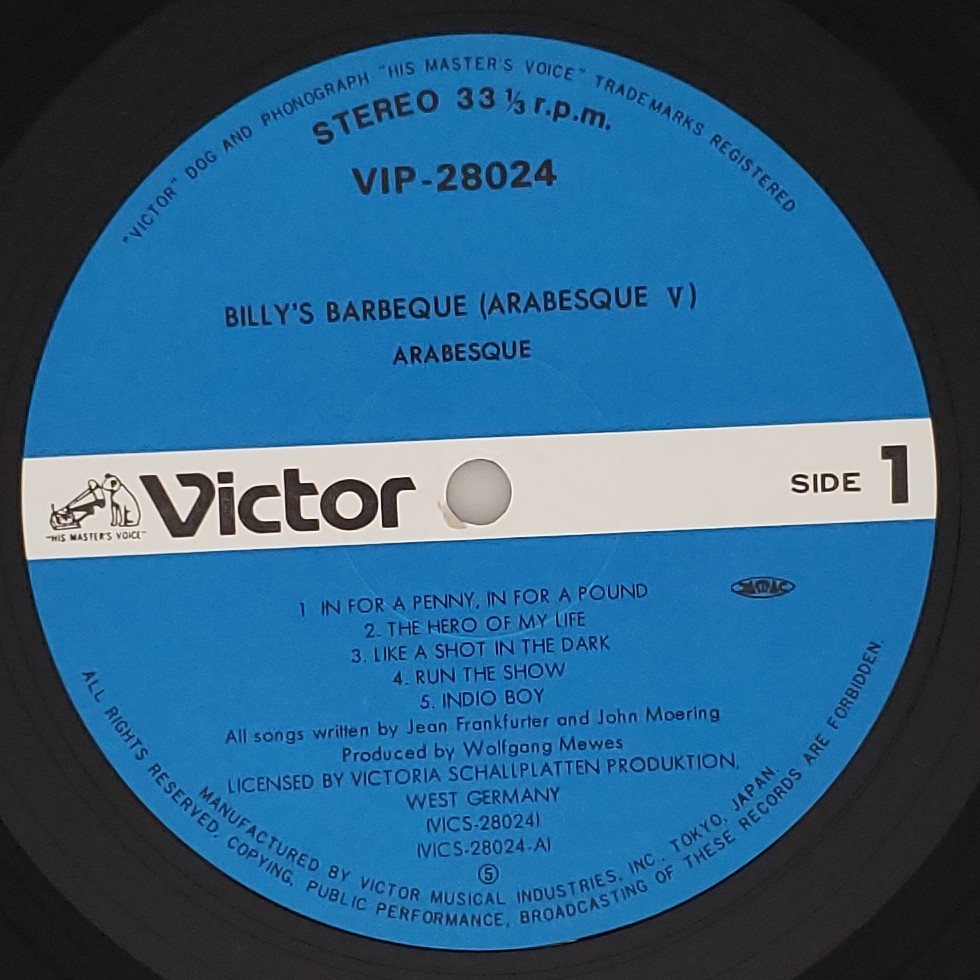 "VICTOR" DOG AND PHONOGRAPH "HIS MASTER'S VOICE" TRADEMARKS REGISTERED
STEREO 33 ⅓ r.p.m.
VIP-28024
BILLY'S BARBEQUE (ARABESQUE V)
ARABESQUE
"HIS MASTER'S VOICE"
Victor
SIDE 1
1 IN FOR A PENNY, IN FOR A POUND
2. THE HERO OF MY LIFE
3. LIKE A SHOT IN THE DARK
4. RUN THE SHOW
5. INDIO BOY
All songs written by Jean Frankfurter and John Moering
Produced by Wolfgang Mewes
LICENSED BY VICTORIA SCHALLPLATTEN PRODUKTION,
WEST GERMANY
(VICS-28024)
(VICS-28024-A)
⑤
MANUFACTURED BY VICTOR MUSICAL INDUSTRIES, INC., TOKYO, JAPAN
ALL RIGHTS RESERVED. COPYING, PUBLIC PERFORMANCE, BROADCASTING OF THESE RECORDS ARE FORBIDDEN.